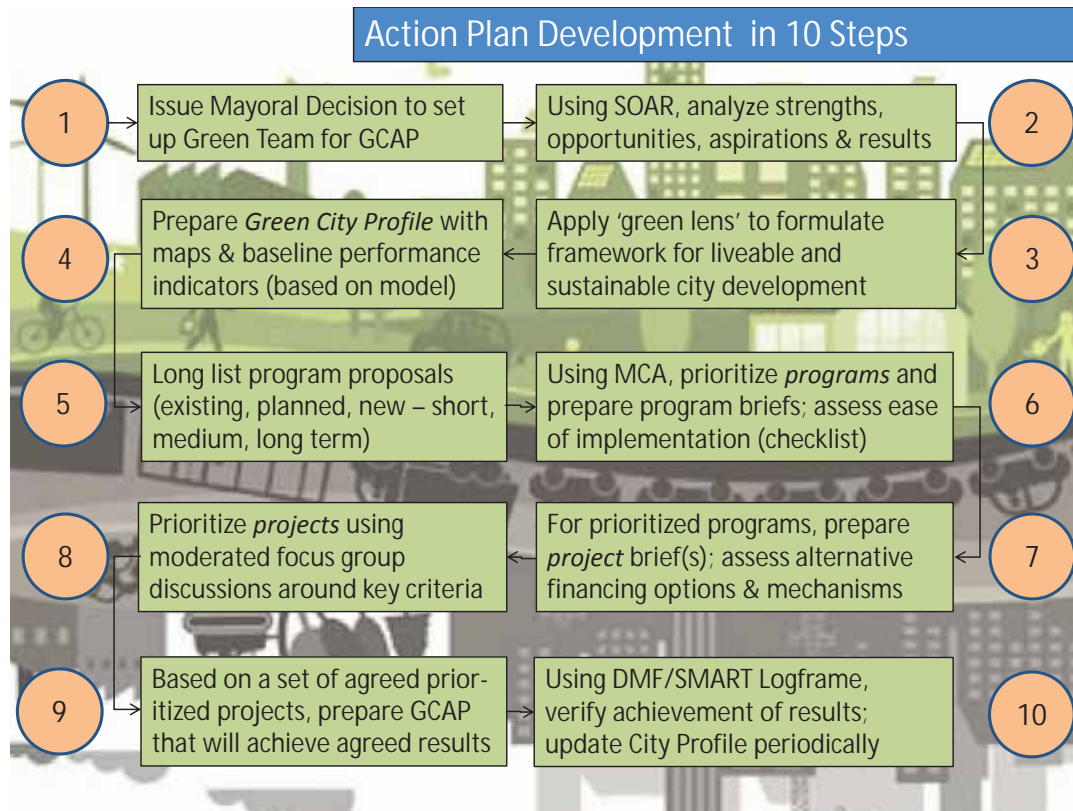 Action Plan Development in 10 Steps
1
Issue Mayoral Decision to set
up Green Team for GCAP
Using SOAR, analyze strengths,
opportunities, aspirations & results
2
Apply ‘green lens’ to formulate
framework for liveable and
sustainable city development
3
4
Prepare Green City Profile with
maps & baseline performance
indicators (based on model)
5
Long list program proposals
(existing, planned, new – short,
medium, long term)
Using MCA, prioritize programs and
prepare program briefs; assess ease
of implementation (checklist)
6
For prioritized programs, prepare
project brief(s); assess alternative
financing options & mechanisms
7
8
Prioritize projects using
moderated focus group
discussions around key criteria
9
Based on a set of agreed prior-
itized projects, prepare GCAP
that will achieve agreed results
Using DMF/SMART Logframe,
verify achievement of results;
update City Profile periodically
10